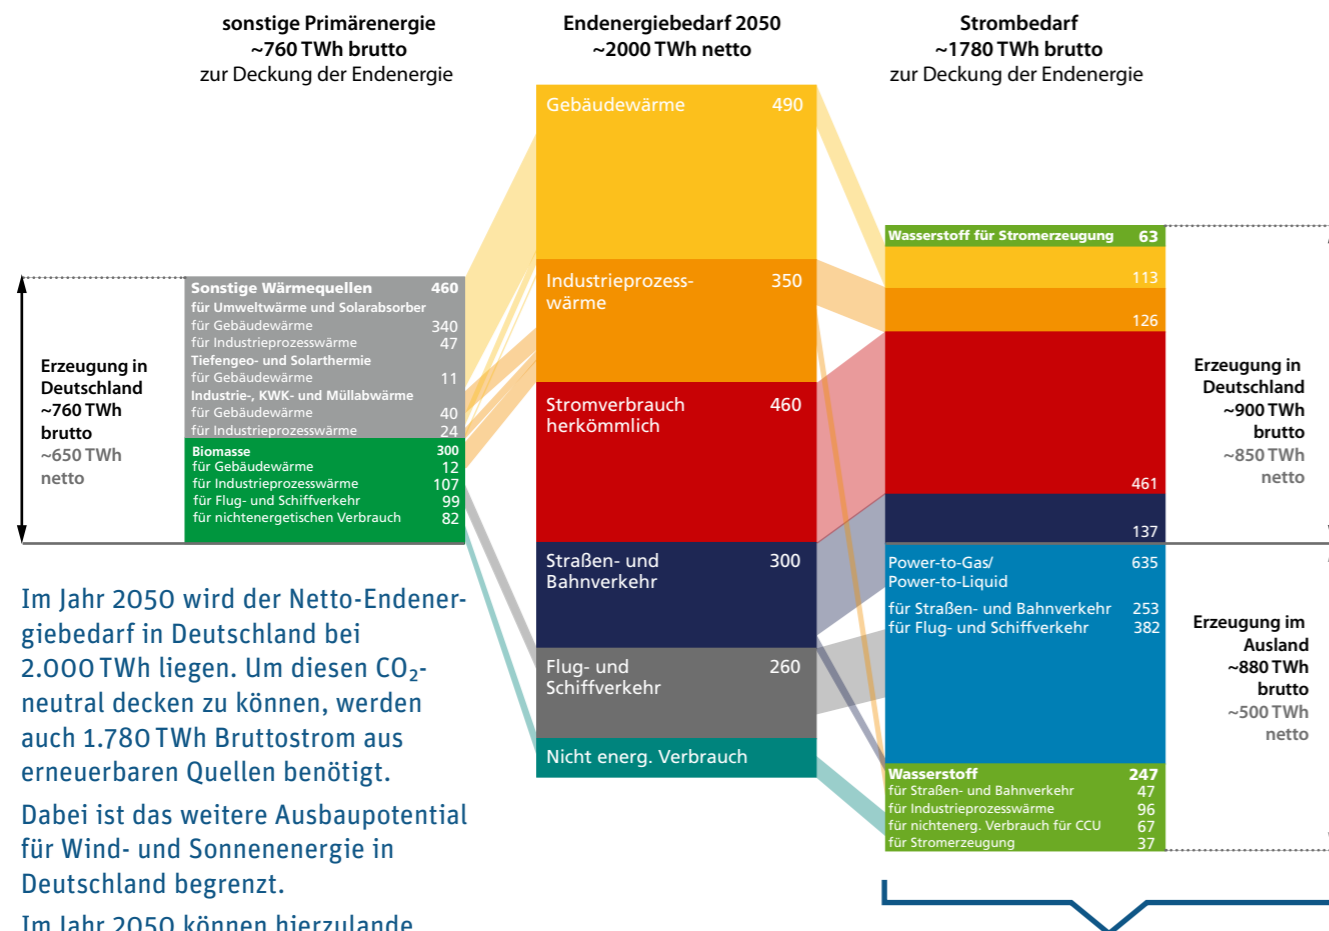 sonstige Primärenergie
~760 TWh brutto
zur Deckung der Endenergie
Endenergiebedarf 2050
~2000 TWh netto
Strombedarf
~1780 TWh brutto
zur Deckung der Endenergie
Erzeugung in
Deutschland
~760 TWh
brutto
~650 TWh
netto
Sonstige Wärmequellen 460
für Umweltwärme und Solarabsorber
für Gebäudewärme 340
für Industrieprozesswärme 47
Tiefengeo- und Solarthermie
für Gebäudewärme 11
Industrie-, KWK- und Müllabwärme
für Gebäudewärme 40
für Industrieprozesswärme 24
Biomasse 300
für Gebäudewärme 12
für Industrieprozesswärme 107
für Flug- und Schiffverkehr 99
für nichtenergetischen Verbrauch 82
Gebäudewärme 490
Industrieprozess- 350
wärme
Stromverbrauch 460
herkömmlich
Straßen- und 300
Bahnverkehr
Flug- und 260
Schiffverkehr
Nicht energ. Verbrauch
Wasserstoff für Stromerzeugung 63
113
126
461
137
Power-to-Gas/ 635
Power-to-Liquid
für Straßen- und Bahnverkehr 253
für Flug- und Schiffverkehr 382
Wasserstoff 247
für Straßen- und Bahnverkehr 47
für Industrieprozesswärme 96
für nichtenerg. Verbrauch für CCU 67
für Stromerzeugung 37
Erzeugung in
Deutschland
~900 TWh
brutto
~850 TWh
netto
Erzeugung im
Ausland
~880 TWh
brutto
~500 TWh
netto
Im Jahr 2050 wird der Netto-Endener-
giebedarf in Deutschland bei
2.000 TWh liegen. Um diesen CO₂-
neutral decken zu können, werden
auch 1.780 TWh Bruttostrom aus
erneuerbaren Quellen benötigt.
Dabei ist das weitere Ausbaupotential
für Wind- und Sonnenenergie in
Deutschland begrenzt.
Im Jahr 2050 können hierzulande